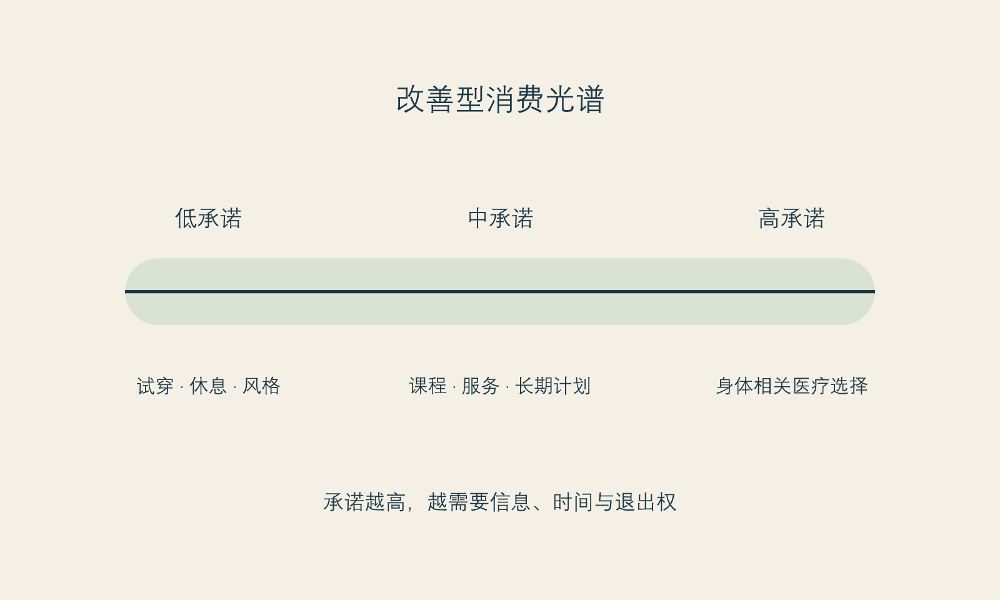 改善型消费光谱
低承诺 中承诺 高承诺
试穿 · 休息 · 风格 课程 · 服务 · 长期计划 身体相关医疗选择
承诺越高，越需要信息、时间与退出权